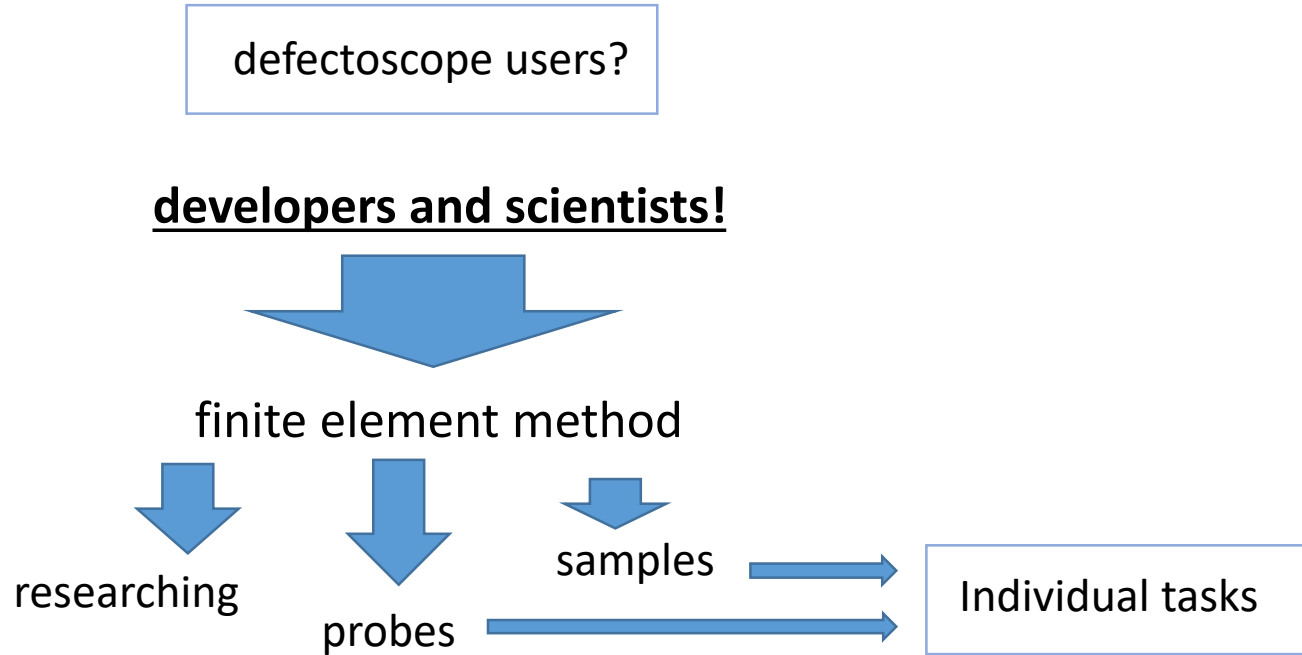 defectoscope users?
developers and scientists!
finite element method
researching
probes
samples
Individual tasks